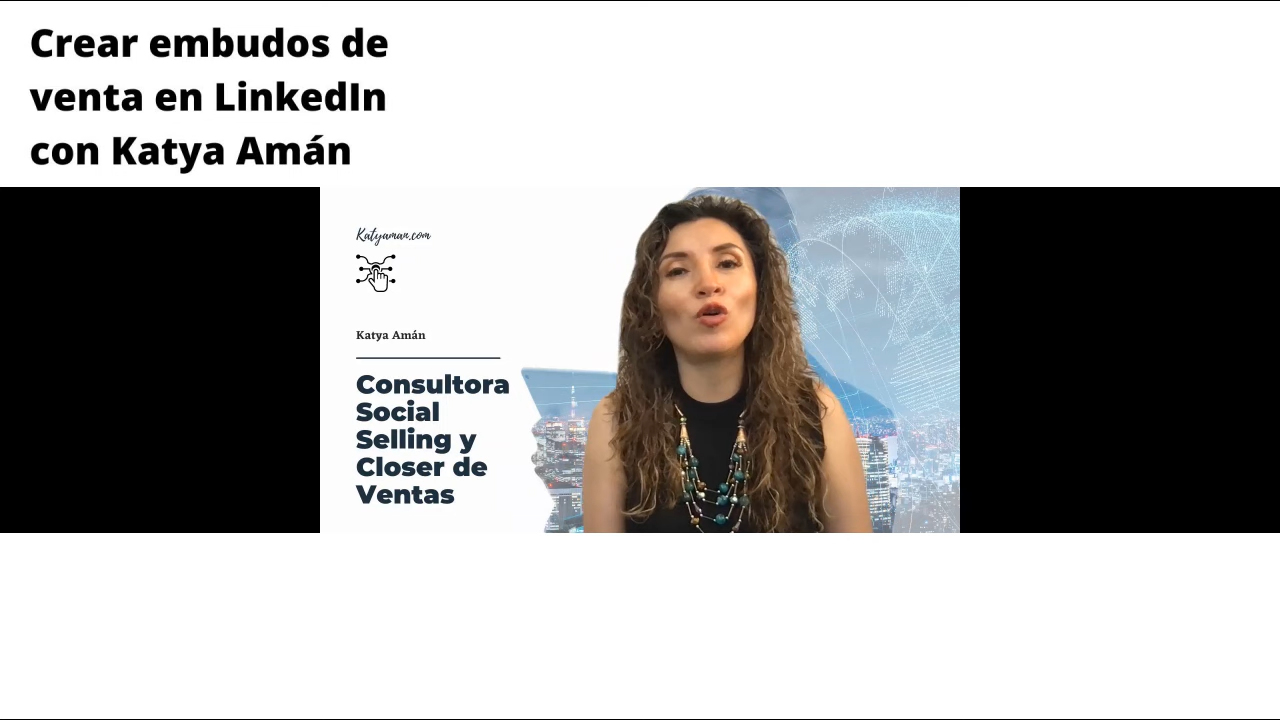 Crear embudos de
venta en LinkedIn
con Katya Amán
Katyaman.com
Katya Amán
Consultora
Social
Selling y
Closer de
Ventas